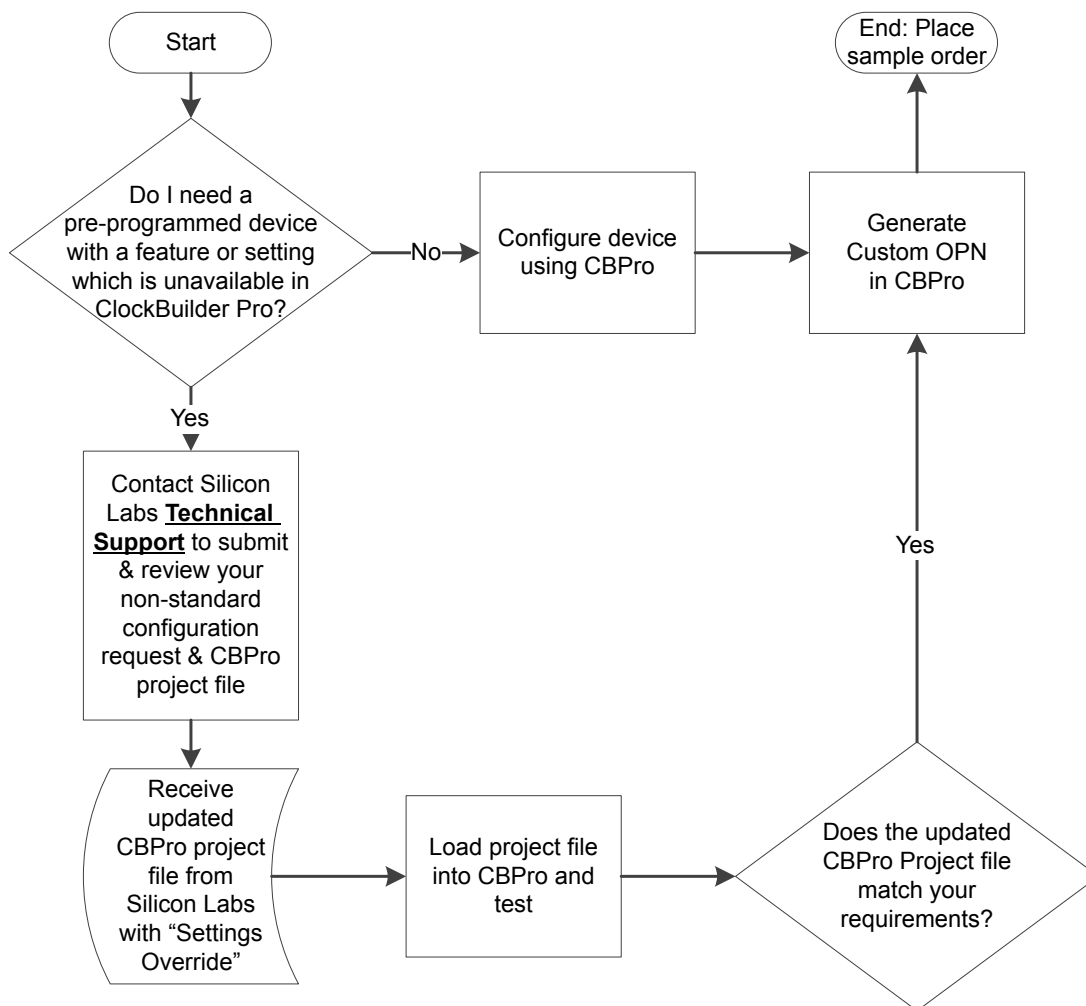 Start
End: Place
sample order
Do I need a
pre-programmed device
with a feature or setting
which is unavailable in
ClockBuilder Pro?
No
Configure device
using CBPro
Generate
Custom OPN
in CBPro
Yes
Contact Silicon
Labs Technical
Support to submit
& review your
non-standard
configuration
request & CBPro
project file
Yes
Receive
updated
CBPro project
file from
Silicon Labs
with “Settings
Override”
Load project file
into CBPro and
test
Does the updated
CBPro Project file
match your
requirements?